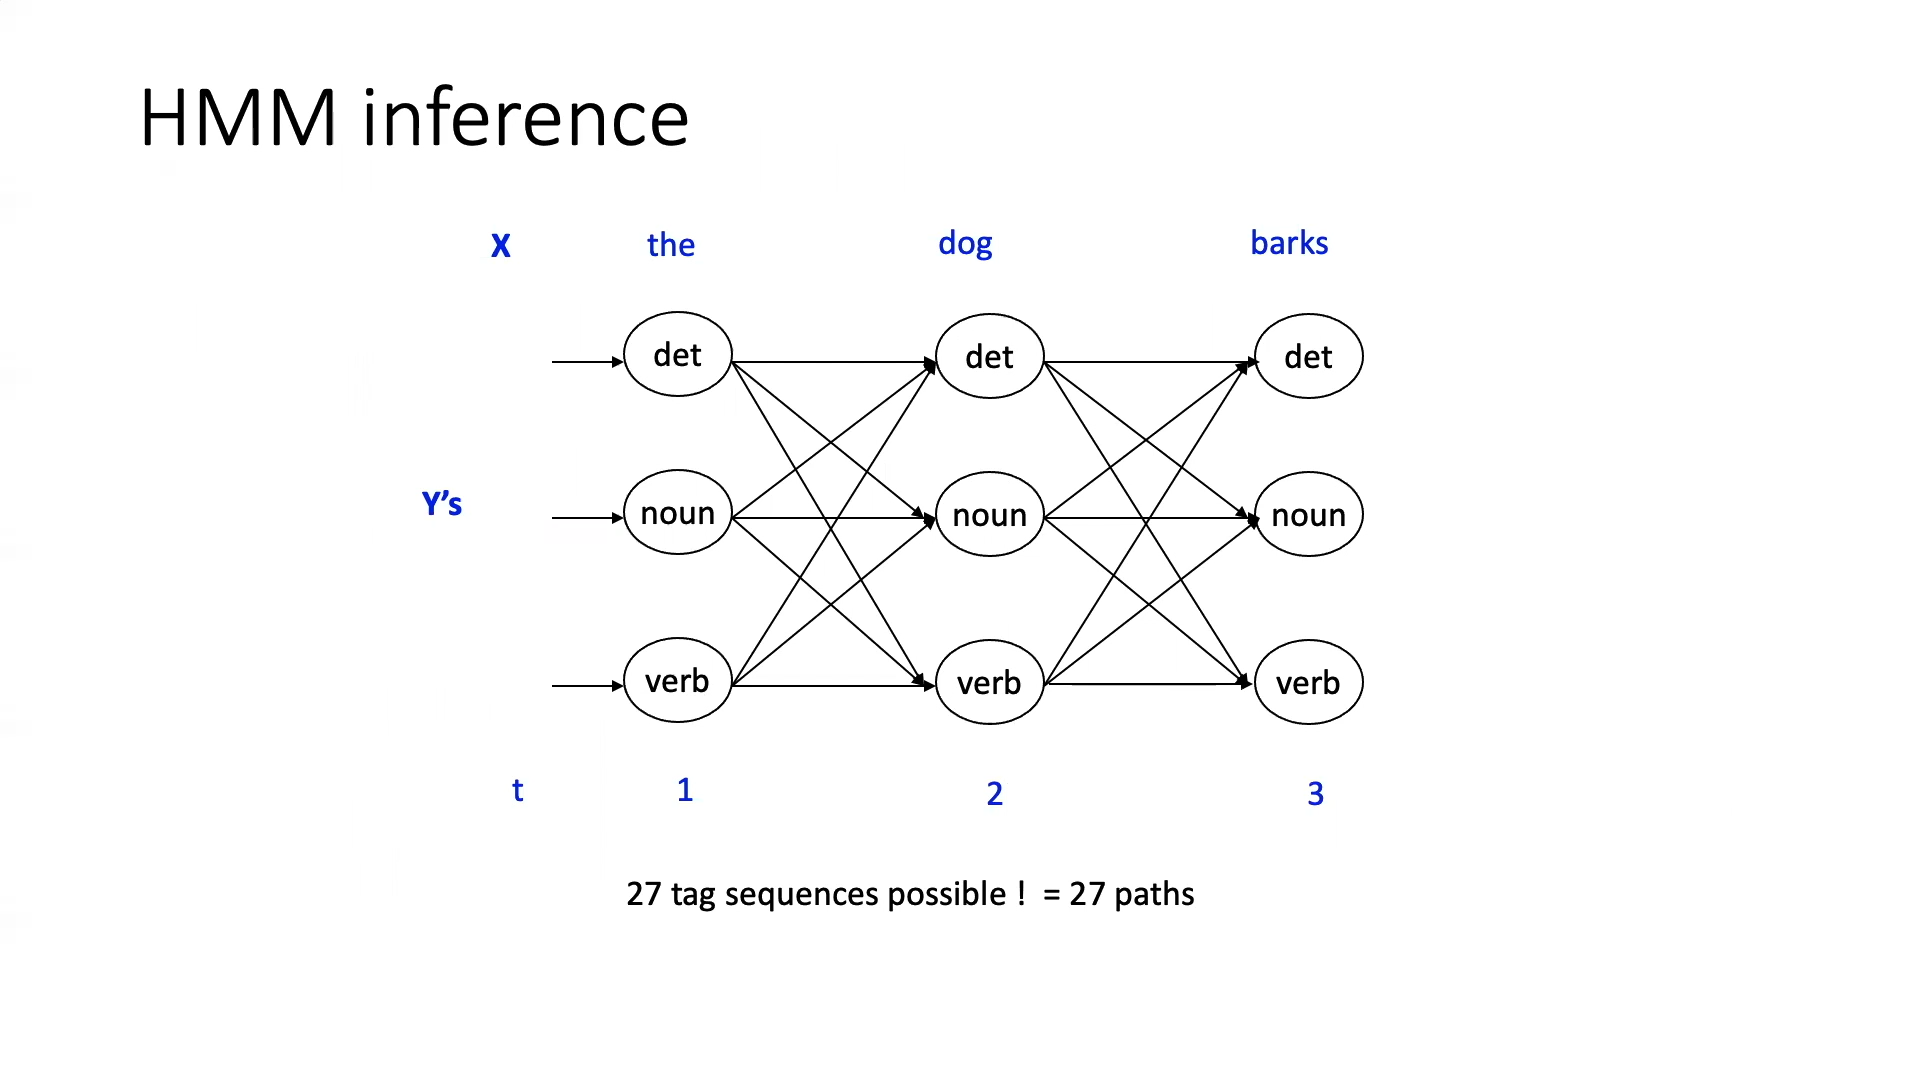 HMM inference
X the dog barks
det det det
Y's noun noun noun
verb verb verb
t 1 2 3
27 tag sequences possible ! = 27 paths